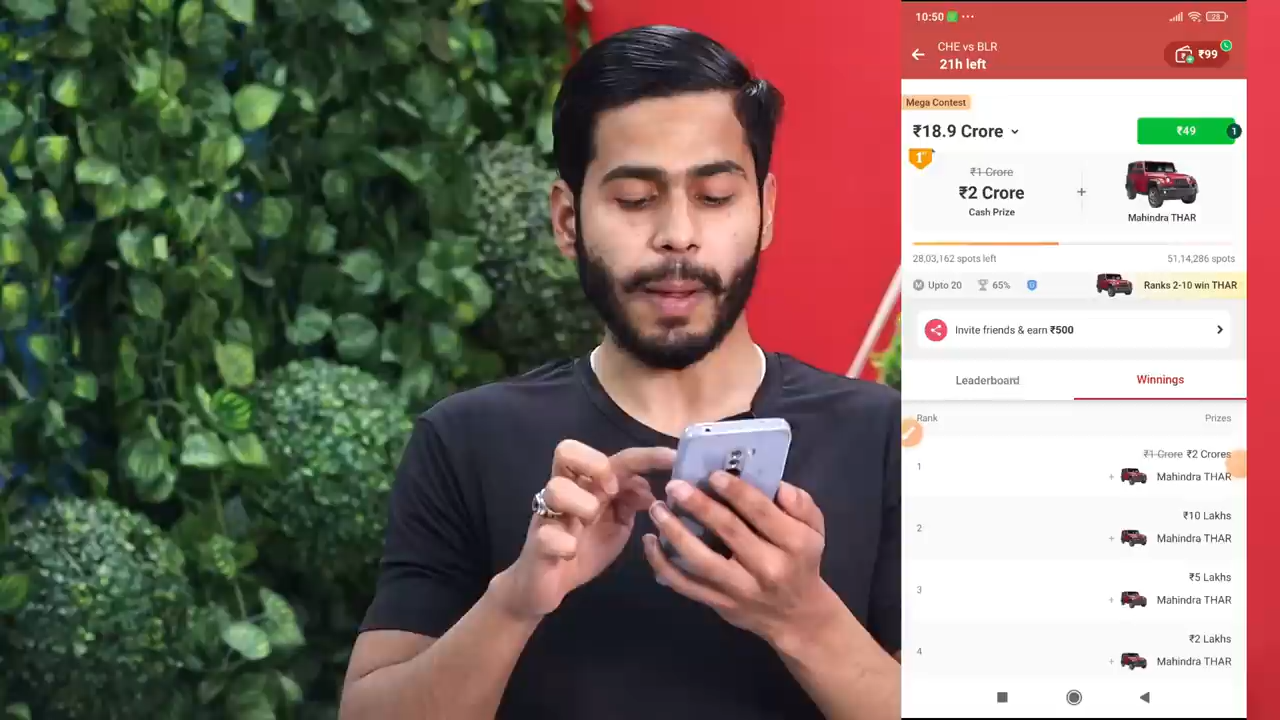 10:50
CHE vs BLR
21h left
₹99
Mega Contest
₹18.9 Crore
₹49
1
1
₹1 Crore
₹2 Crore
Cash Prize
+
Mahindra THAR
28,03,162 spots left
51,14,286 spots
M Upto 20
65%
Ranks 2-10 win THAR
Invite friends & earn ₹500
Leaderboard
Winnings
Rank
Prizes
1
₹1 Crore ₹2 Crores
+ Mahindra THAR
2
₹10 Lakhs
+ Mahindra THAR
3
₹5 Lakhs
+ Mahindra THAR
4
₹2 Lakhs
+ Mahindra THAR